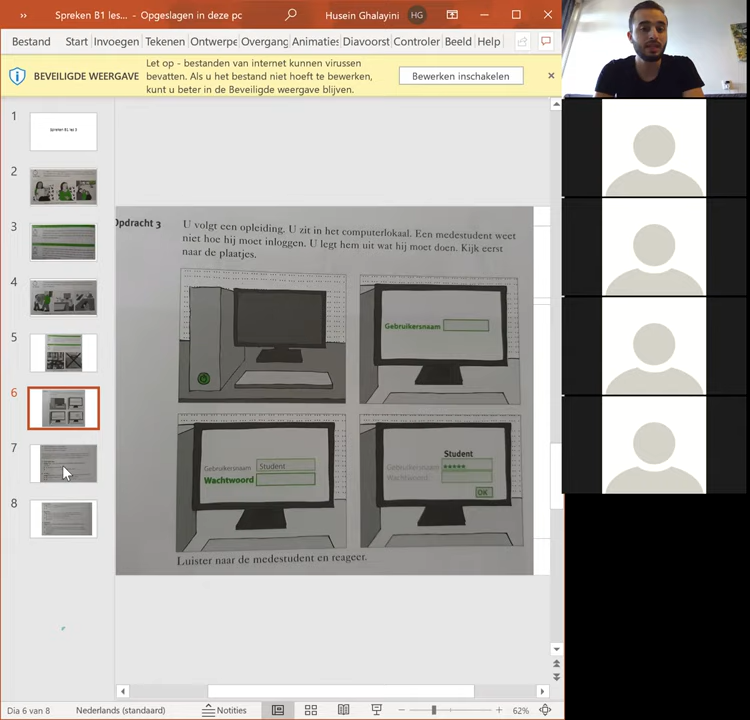 Spreken B1 les... - Opgeslagen in deze pc
Husein Ghalayini
HG
Bestand Start Invoegen Tekenen Ontwerpe Overgang Animaties Diavoorst Controler Beeld Help
BEVEILIGDE WEERGAVE
Let op - bestanden van internet kunnen virussen
bevatten. Als u het bestand niet hoeft te bewerken,
kunt u beter in de Beveiligde weergave blijven.
Bewerken inschakelen
1
Spreken B1 les 3
2
3
4
5
6
7
8
Opdracht 3
U volgt een opleiding. U zit in het computerlokaal. Een medestudent weet
niet hoe hij moet inloggen. U legt hem uit wat hij moet doen. Kijk eerst
naar de plaatjes.
Gebruikersnaam
Gebruikersnaam Student
Wachtwoord
Student
Gebruikersnaam *****
Wachtwoord
OK
Luister naar de medestudent en reageer.
Dia 6 van 8
Nederlands (standaard)
Notities
62%